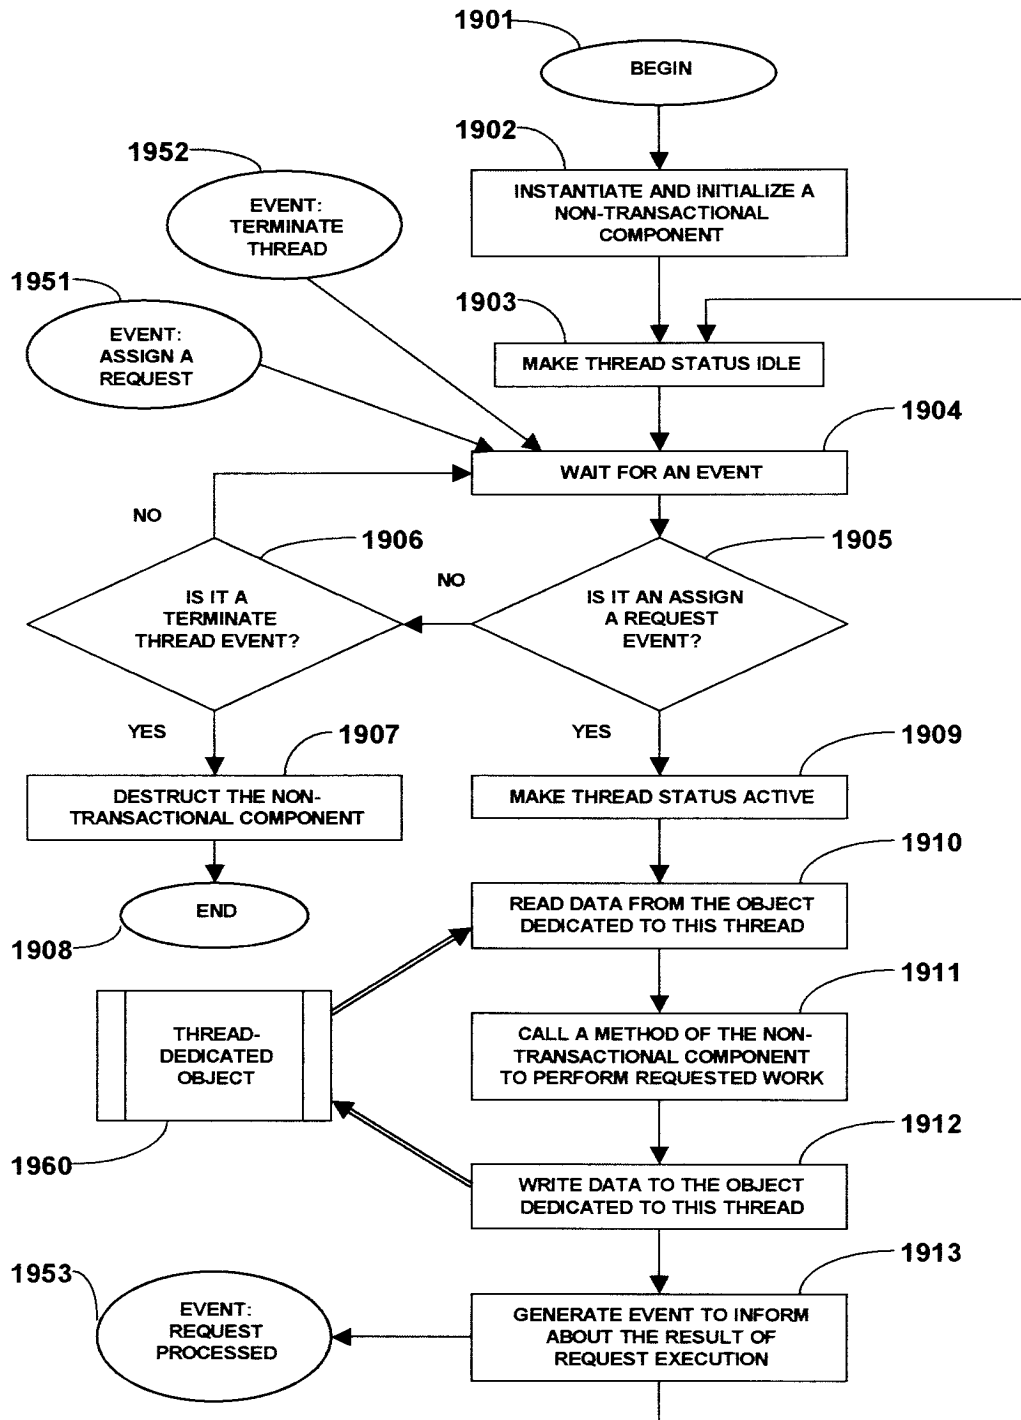 1901
BEGIN
1902
INSTANTIATE AND INITIALIZE A
NON-TRANSACTIONAL
COMPONENT
1952
EVENT:
TERMINATE
THREAD
1951
EVENT:
ASSIGN A
REQUEST
1903
MAKE THREAD STATUS IDLE
1904
WAIT FOR AN EVENT
NO
1906
IS IT A
TERMINATE
THREAD EVENT?
NO
1905
IS IT AN ASSIGN
A REQUEST
EVENT?
YES
1907
DESTRUCT THE NON-
TRANSACTIONAL COMPONENT
END
1908
YES
1909
MAKE THREAD STATUS ACTIVE
1910
READ DATA FROM THE OBJECT
DEDICATED TO THIS THREAD
THREAD-
DEDICATED
OBJECT
1960
1911
CALL A METHOD OF THE NON-
TRANSACTIONAL COMPONENT
TO PERFORM REQUESTED WORK
1912
WRITE DATA TO THE OBJECT
DEDICATED TO THIS THREAD
1913
GENERATE EVENT TO INFORM
ABOUT THE RESULT OF
REQUEST EXECUTION
1953
EVENT:
REQUEST
PROCESSED